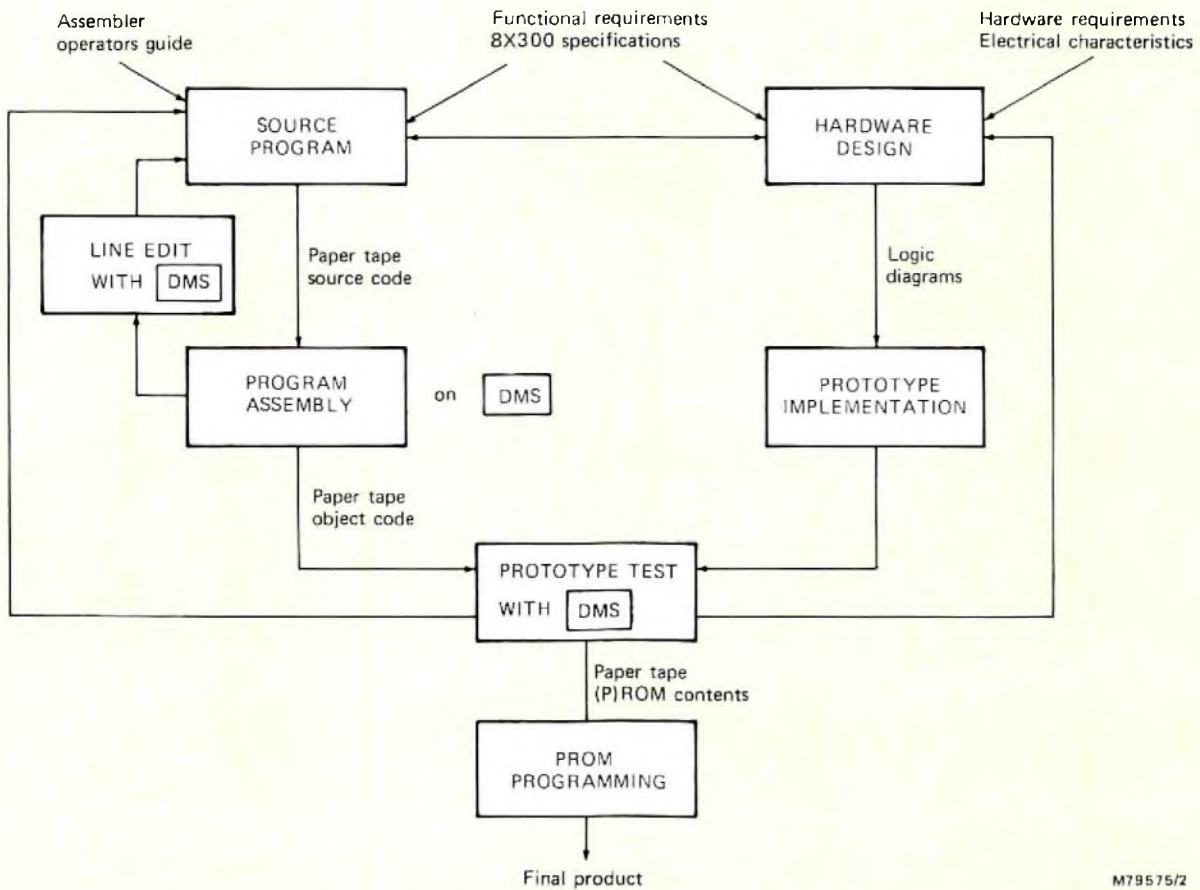 Assembler
operators guide
Functional requirements
8X300 specifications
Hardware requirements
Electrical characteristics
SOURCE
PROGRAM
HARDWARE
DESIGN
LINE EDIT
WITH DMS
Paper tape
source code
Logic
diagrams
PROGRAM
ASSEMBLY
on DMS
PROTOTYPE
IMPLEMENTATION
Paper tape
object code
PROTOTYPE TEST
WITH DMS
Paper tape
(P)ROM contents
PROM
PROGRAMMING
Final product
M79575/2